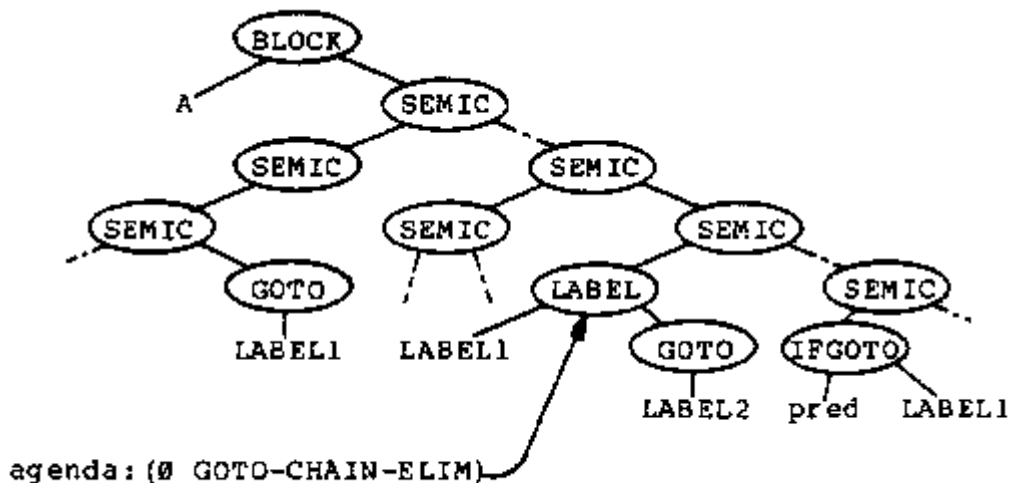 BLOCK
A SEMIC
SEMIC SEMIC
SEMIC SEMIC SEMIC
GOTO LABEL SEMIC
LABEL1 LABEL1 GOTO IFGOTO
LABEL2 pred LABEL1
agenda:(Ø GOTO-CHAIN-ELIM)